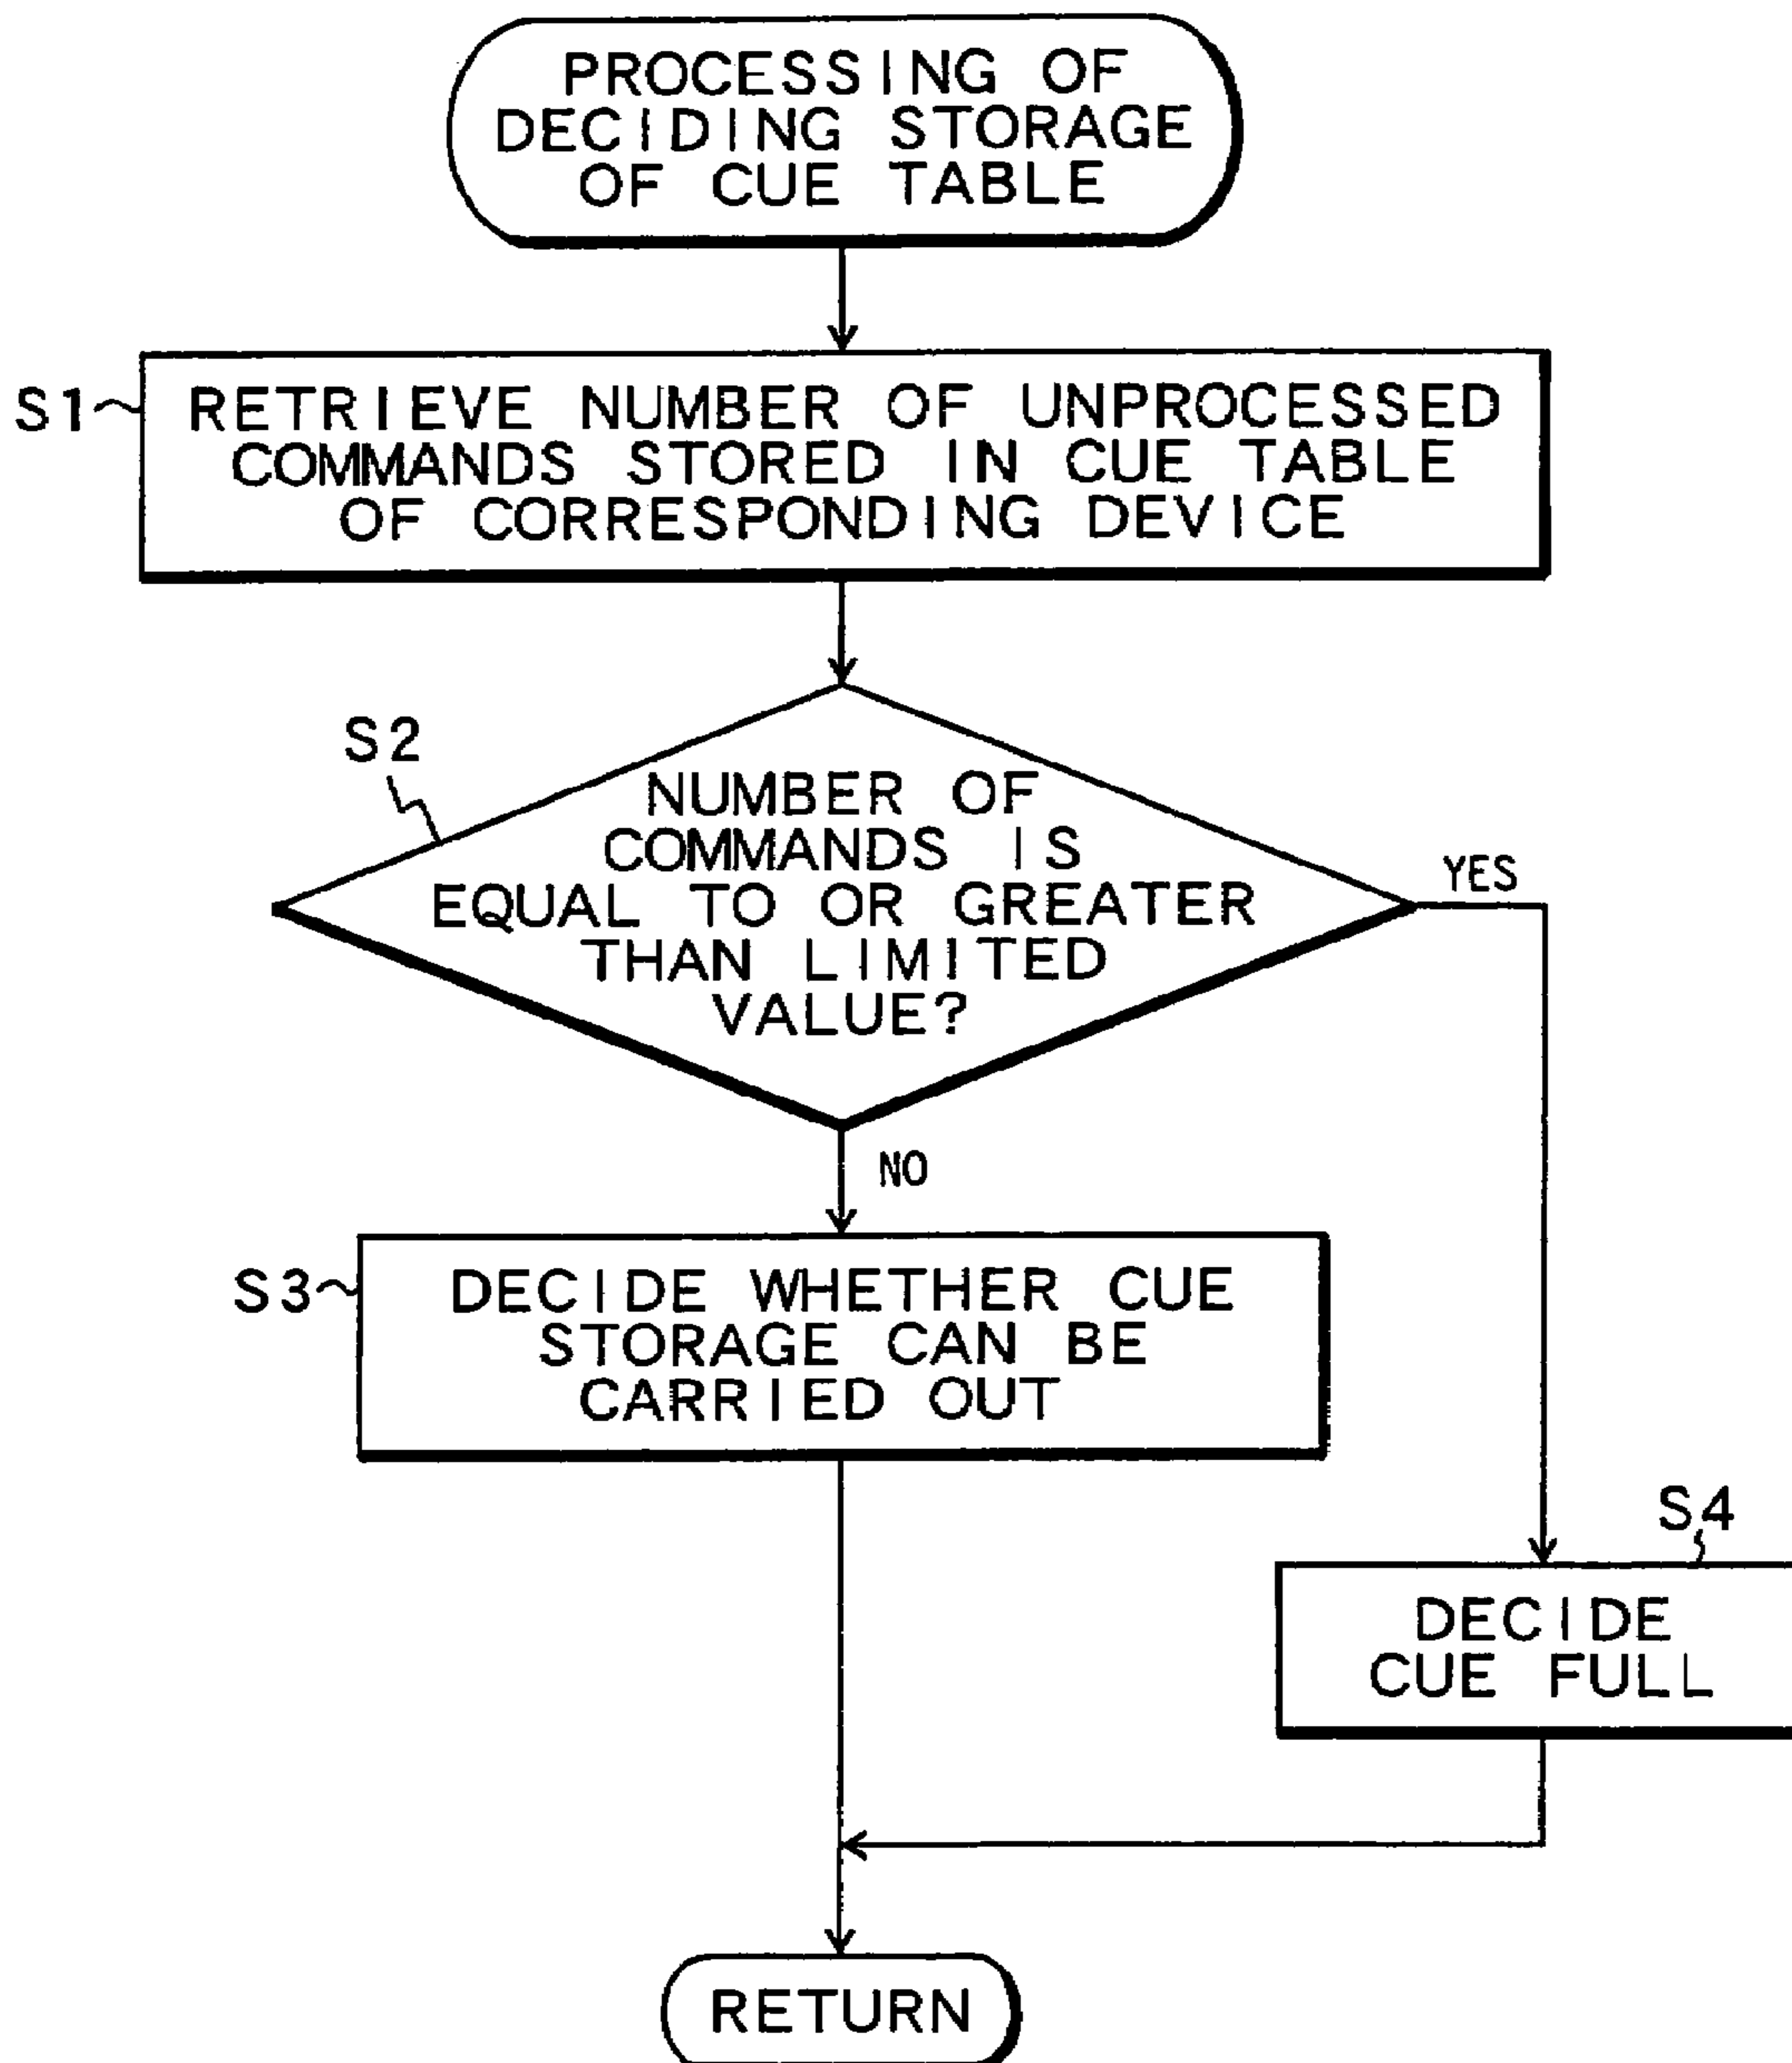 PROCESSING OF
DECIDING STORAGE
OF CUE TABLE
S1
RETRIEVE NUMBER OF UNPROCESSED
COMMANDS STORED IN CUE TABLE
OF CORRESPONDING DEVICE
S2
NUMBER OF
COMMANDS IS
EQUAL TO OR GREATER
THAN LIMITED
VALUE?
YES
NO
S3
DECIDE WHETHER CUE
STORAGE CAN BE
CARRIED OUT
S4
DECIDE
CUE FULL
RETURN